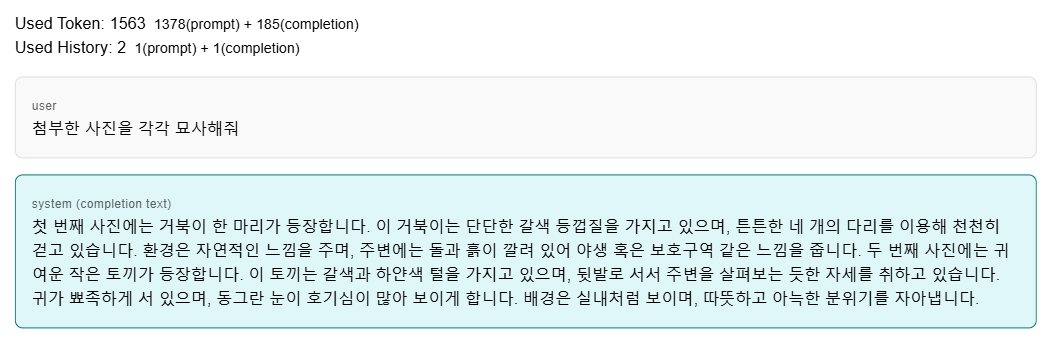 Used Token: 1563 1378(prompt) + 185(completion)
Used History: 2 1(prompt) + 1(completion)
user
첨부한 사진을 각각 묘사해줘
system (completion text)
첫 번째 사진에는 거북이 한 마리가 등장합니다. 이 거북이는 단단한 갈색 등껍질을 가지고 있으며, 튼튼한 네 개의 다리를 이용해 천천히
걷고 있습니다. 환경은 자연적인 느낌을 주며, 주변에는 돌과 흙이 깔려 있어 야생 혹은 보호구역 같은 느낌을 줍니다. 두 번째 사진에는 귀
여운 작은 토끼가 등장합니다. 이 토끼는 갈색과 하얀색 털을 가지고 있으며, 뒷발로 서서 주변을 살펴보는 듯한 자세를 취하고 있습니다.
귀가 뾰족하게 서 있으며, 동그란 눈이 호기심이 많아 보이게 합니다. 배경은 실내처럼 보이며, 따뜻하고 아늑한 분위기를 자아냅니다.